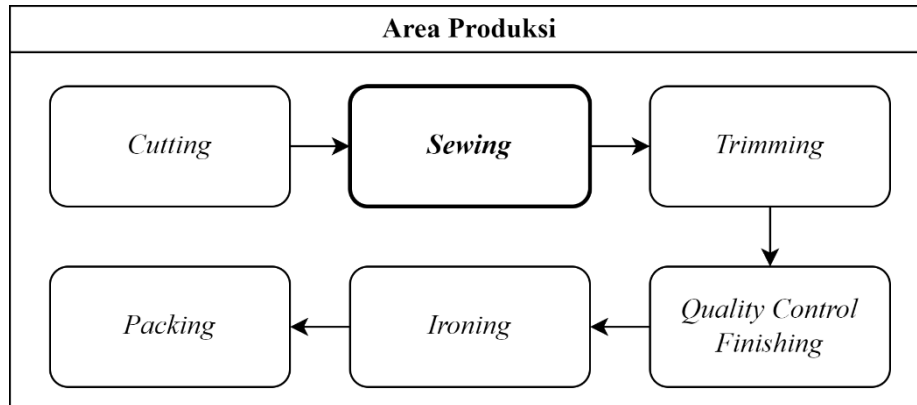 Area Produksi
Cutting
Sewing
Trimming
Quality Control
Finishing
Ironing
Packing